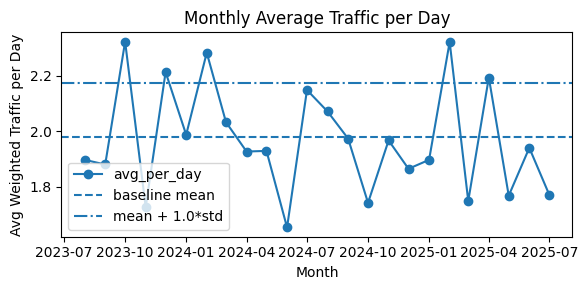 Monthly Average Traffic per Day
Avg Weighted Traffic per Day
2.2
2.0
1.8
avg_per_day
baseline mean
mean + 1.0*std
2023-07 2023-10 2024-01 2024-04 2024-07 2024-10 2025-01 2025-04 2025-07
Month